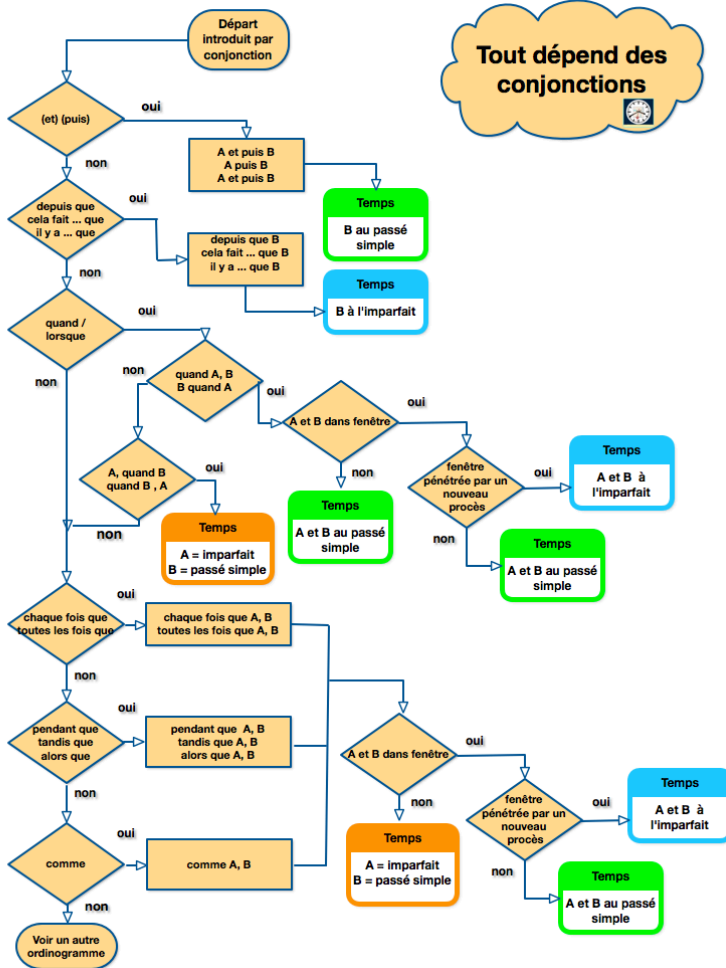 Départ
introduit par
conjonction
Tout dépend des
conjonctions
(et) (puis)
oui
non
A et puis B
A puis B
A et puis B
Temps
B au passé
simple
depuis que
cela fait ... que
il y a ... que
oui
non
depuis que B
cela fait ... que B
il y a ... que B
Temps
B à l'imparfait
quand /
lorsque
oui
non
quand A, B
B quand A
non
oui
A et B dans fenêtre
oui
non
A, quand B
quand B , A
oui
non
Temps
A = imparfait
B = passé simple
Temps
A et B au passé
simple
fenêtre
pénétrée par un
nouveau
procès
oui
non
Temps
A et B à
l'imparfait
Temps
A et B au passé
simple
chaque fois que
toutes les fois que
oui
non
chaque fois que A, B
toutes les fois que A, B
pendant que
tandis que
alors que
oui
non
pendant que A, B
tandis que A, B
alors que A, B
A et B dans fenêtre
oui
non
Temps
A = imparfait
B = passé simple
fenêtre
pénétrée par un
nouveau
procès
oui
non
Temps
A et B à
l'imparfait
Temps
A et B au passé
simple
comme
oui
non
comme A, B
Voir un autre
ordinogramme